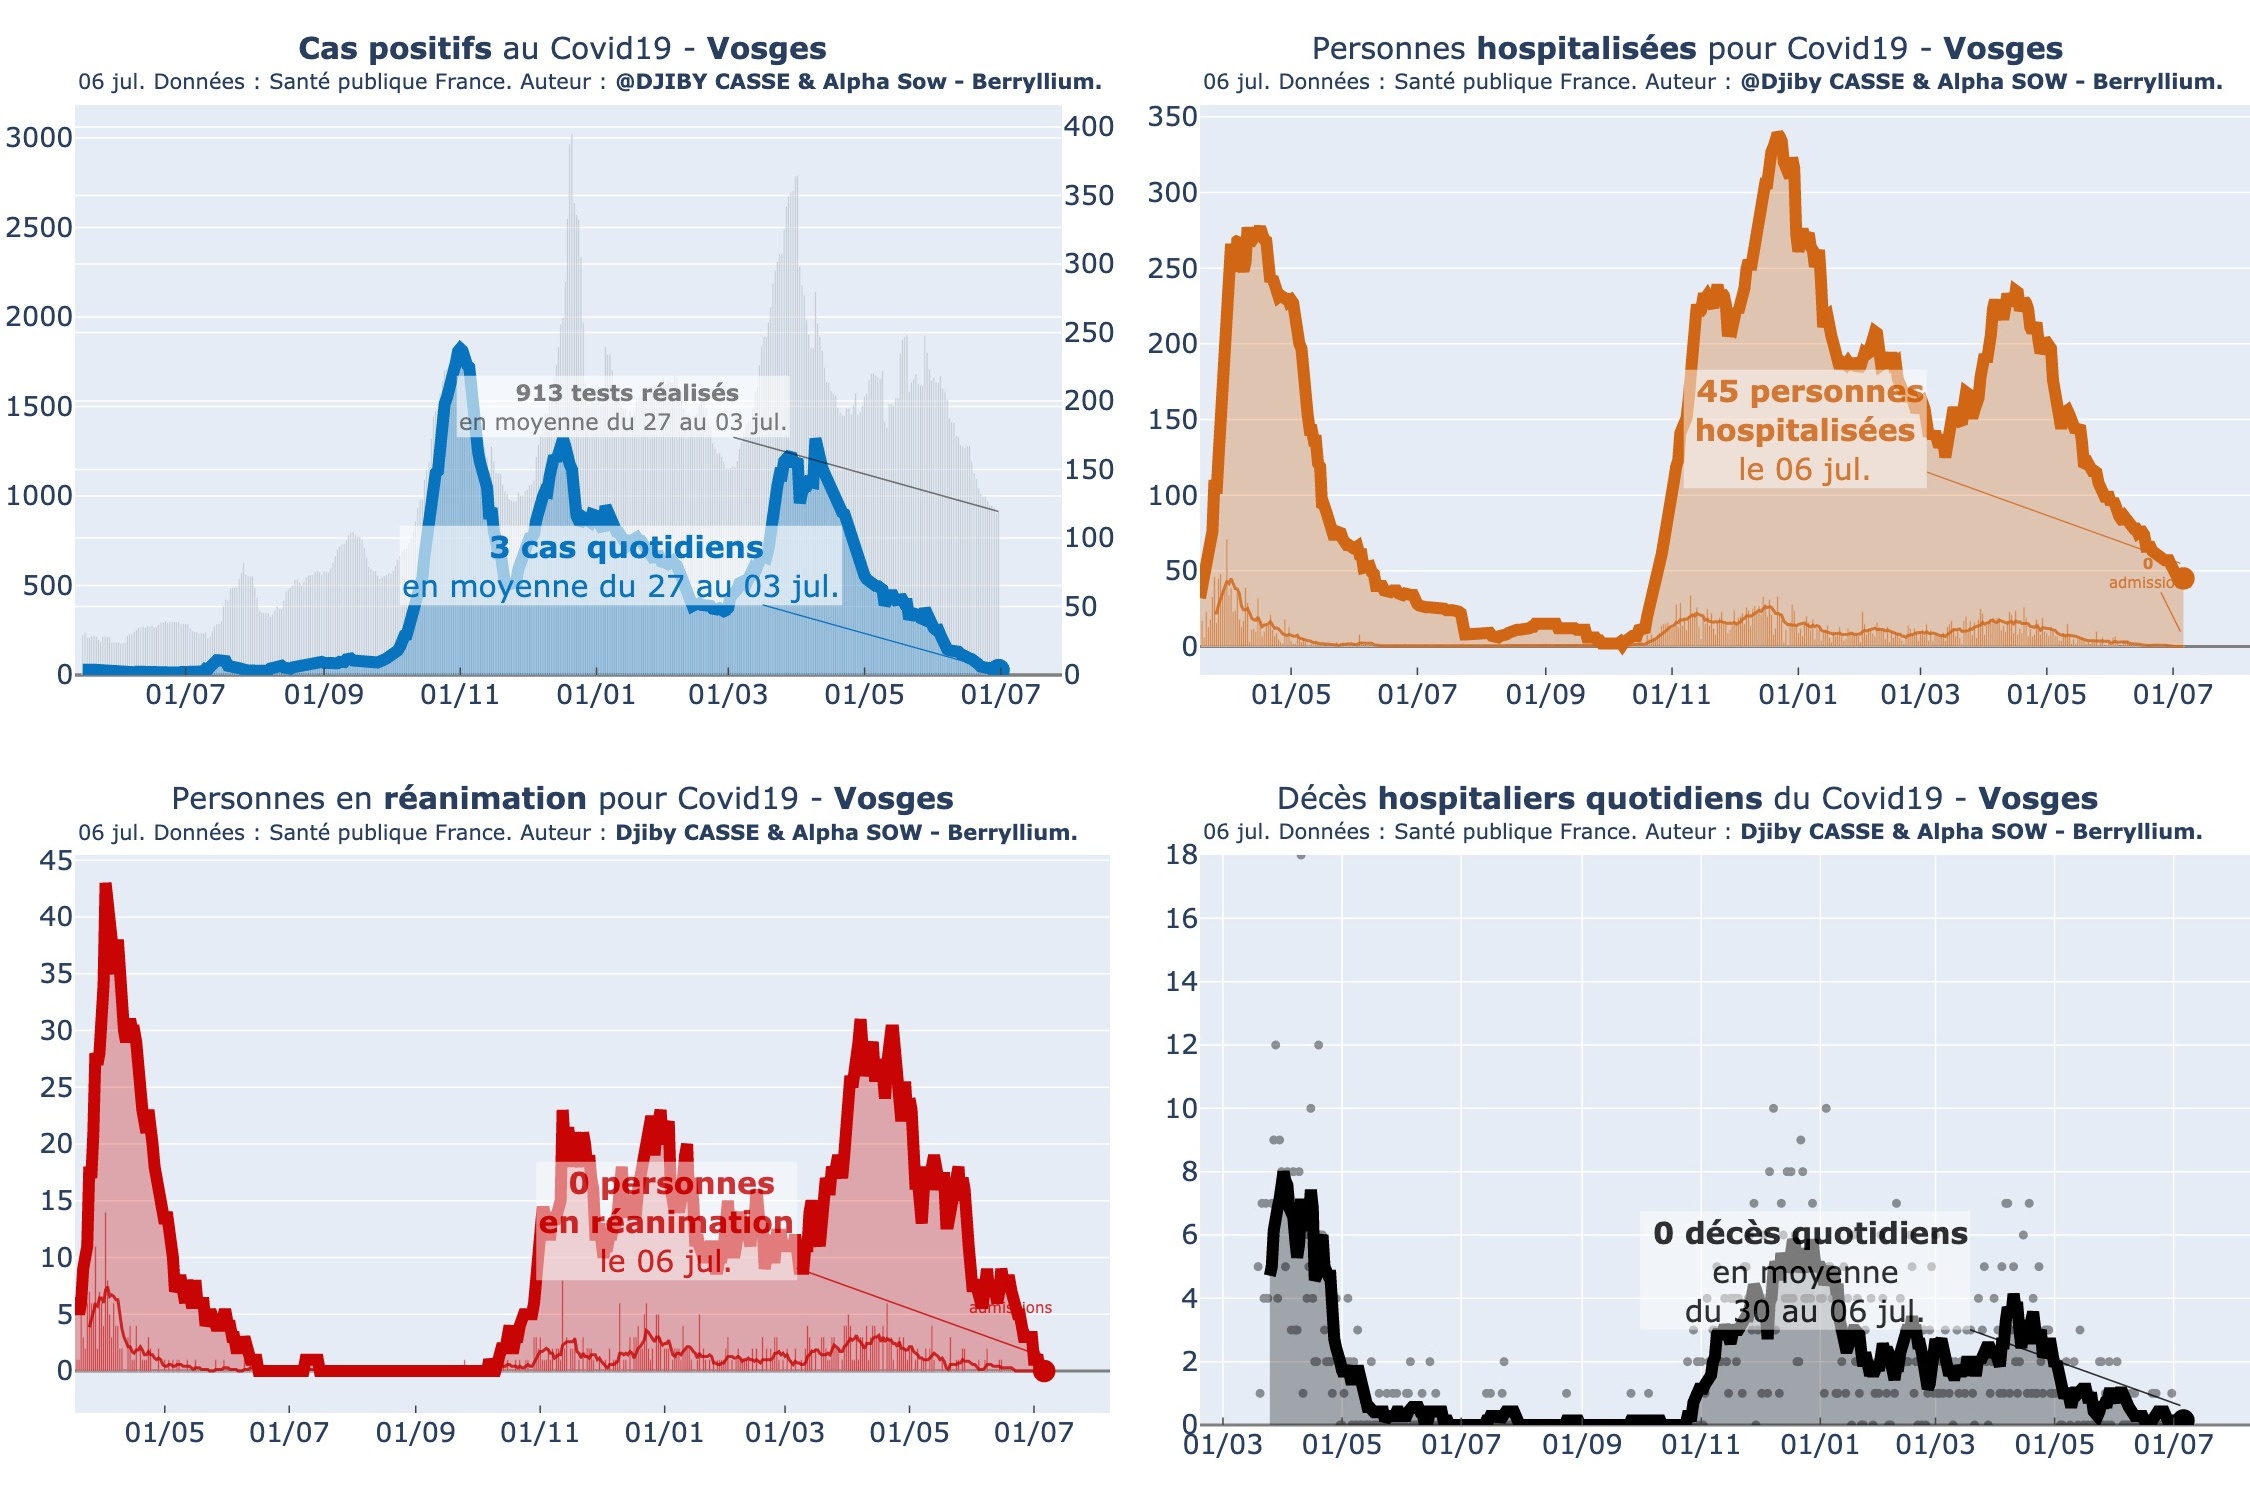 Cas positifs au Covid19 - Vosges
06 jul. Données : Santé publique France. Auteur : @DJIBY CASSE & Alpha Sow - Berryllium.
3000
2500
2000
1500
1000
500
0
400
350
300
250
200
150
100
50
0
913 tests réalisés
en moyenne du 27 au 03 jul.
3 cas quotidiens
en moyenne du 27 au 03 jul.
01/07 01/09 01/11 01/01 01/03 01/05 01/07
Personnes hospitalisées pour Covid19 - Vosges
06 jul. Données : Santé publique France. Auteur : @Djiby CASSE & Alpha SOW - Berryllium.
350
300
250
200
150
100
50
0
45 personnes
hospitalisées
le 06 jul.
0
admissio
01/05 01/07 01/09 01/11 01/01 01/03 01/05 01/07
Personnes en réanimation pour Covid19 - Vosges
06 jul. Données : Santé publique France. Auteur : Djiby CASSE & Alpha SOW - Berryllium.
45
40
35
30
25
20
15
10
5
0
0 personnes
en réanimation
le 06 jul.
admissions
01/05 01/07 01/09 01/11 01/01 01/03 01/05 01/07
Décès hospitaliers quotidiens du Covid19 - Vosges
06 jul. Données : Santé publique France. Auteur : Djiby CASSE & Alpha SOW - Berryllium.
18
16
14
12
10
8
6
4
2
0
0 décès quotidiens
en moyenne
du 30 au 06 jul.
01/03 01/05 01/07 01/09 01/11 01/01 01/03 01/05 01/07